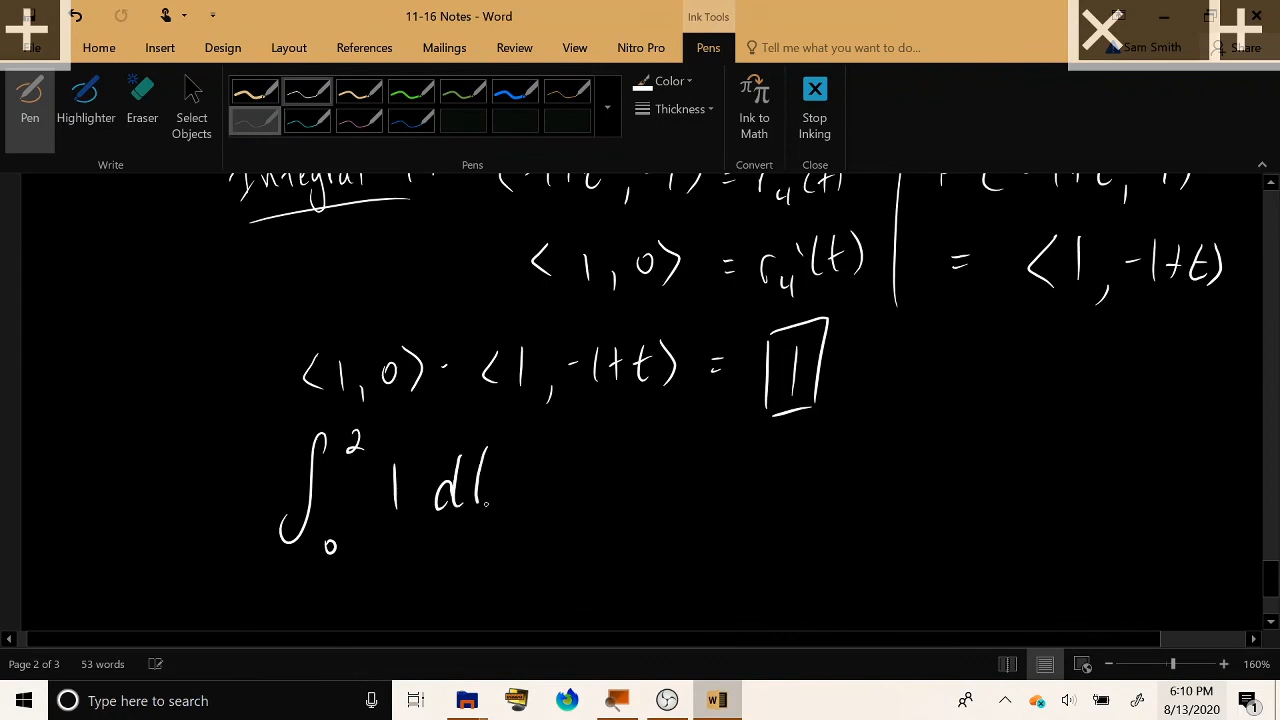 11-16 Notes - Word
Ink Tools
File Home Insert Design Layout References Mailings Review View Nitro Pro Pens Tell me what you want to do... Sam Smith Share
Pen Highlighter Eraser Select Objects Color Thickness Ink to Math Stop Inking
Write Pens Convert Close
Integral
<1, 0> = r₄'(t) | = <1, -1+t>
<1, 0> · <1, -1+t> = 1
∫₀² 1 d
Page 2 of 3 53 words 160%
Type here to search 6:10 PM
8/13/2020
1